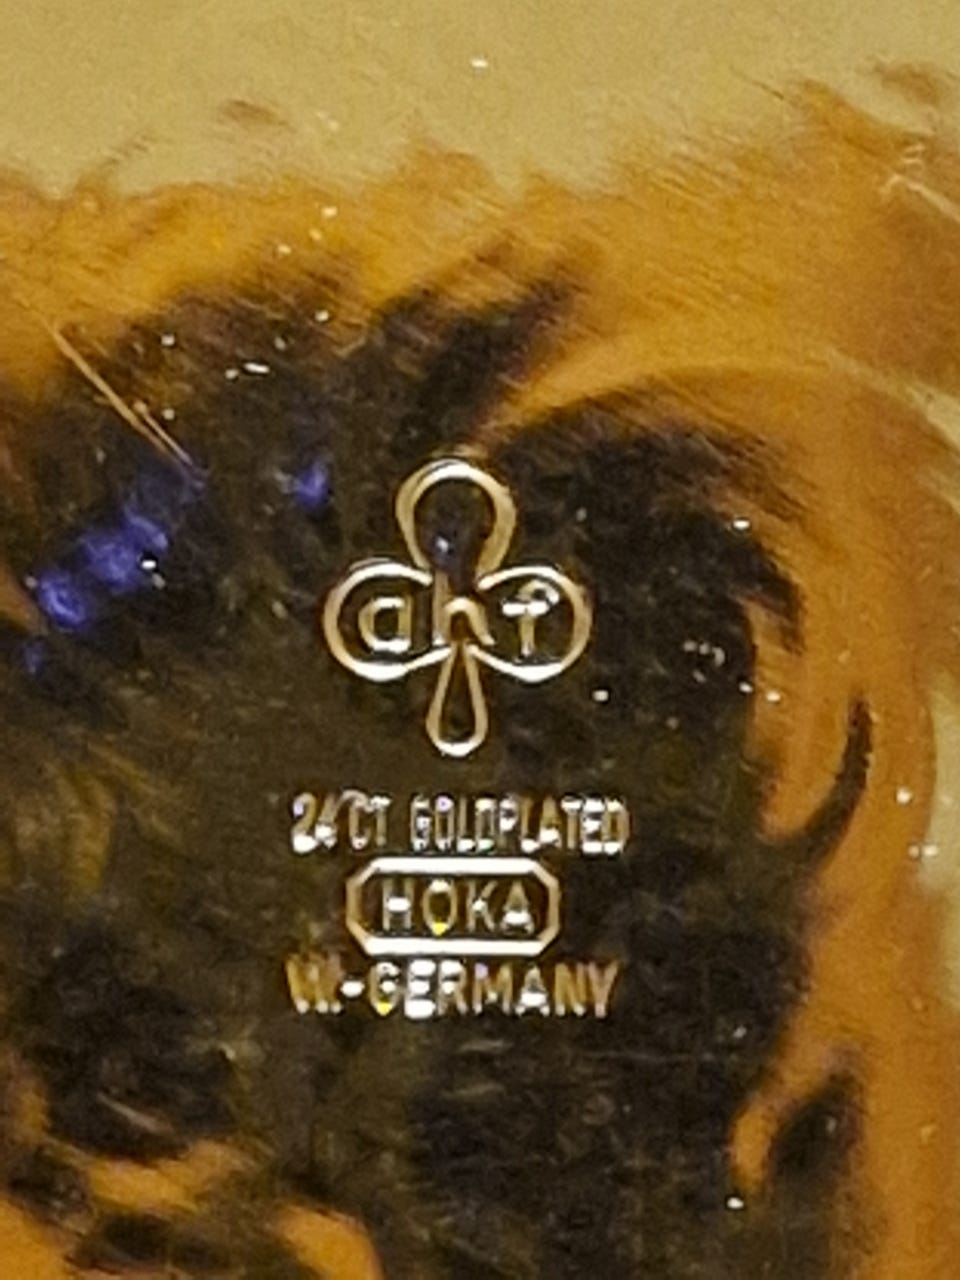 ahf
24 CT GOLDPLATED
HOKA
W.-GERMANY